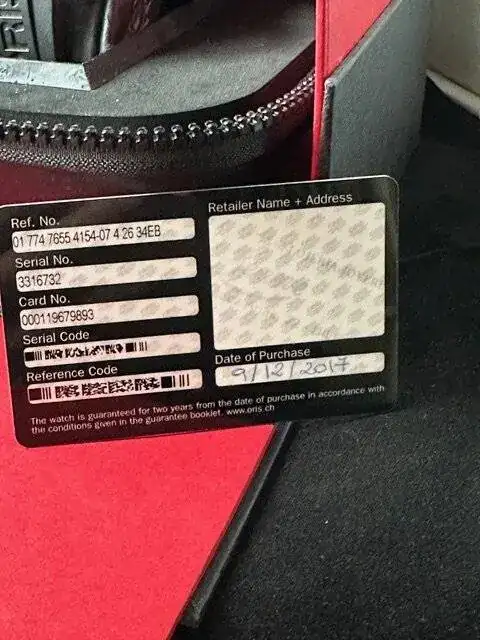 Ref. No.
01 774 7655 4154-07 4 26 34EB
Serial No.
3316732
Card No.
000119679893
Serial Code
Reference Code
Retailer Name + Address
Date of Purchase
9/12/2017
The watch is guaranteed for two years from the date of purchase in accordance with
the conditions given in the guarantee booklet. www.oris.ch